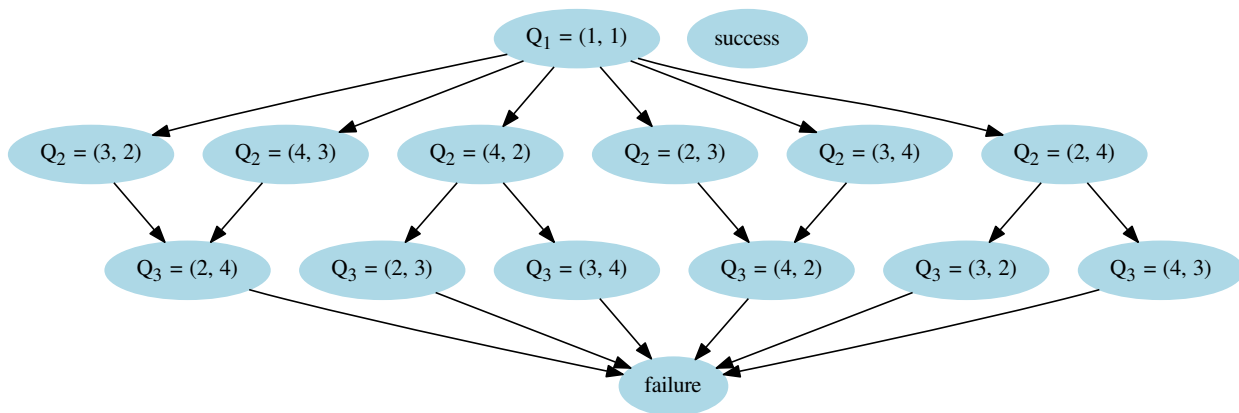 Q₁ = (1, 1)
success
Q₂ = (3, 2)
Q₂ = (4, 3)
Q₂ = (4, 2)
Q₂ = (2, 3)
Q₂ = (3, 4)
Q₂ = (2, 4)
Q₃ = (2, 4)
Q₃ = (2, 3)
Q₃ = (3, 4)
Q₃ = (4, 2)
Q₃ = (3, 2)
Q₃ = (4, 3)
failure